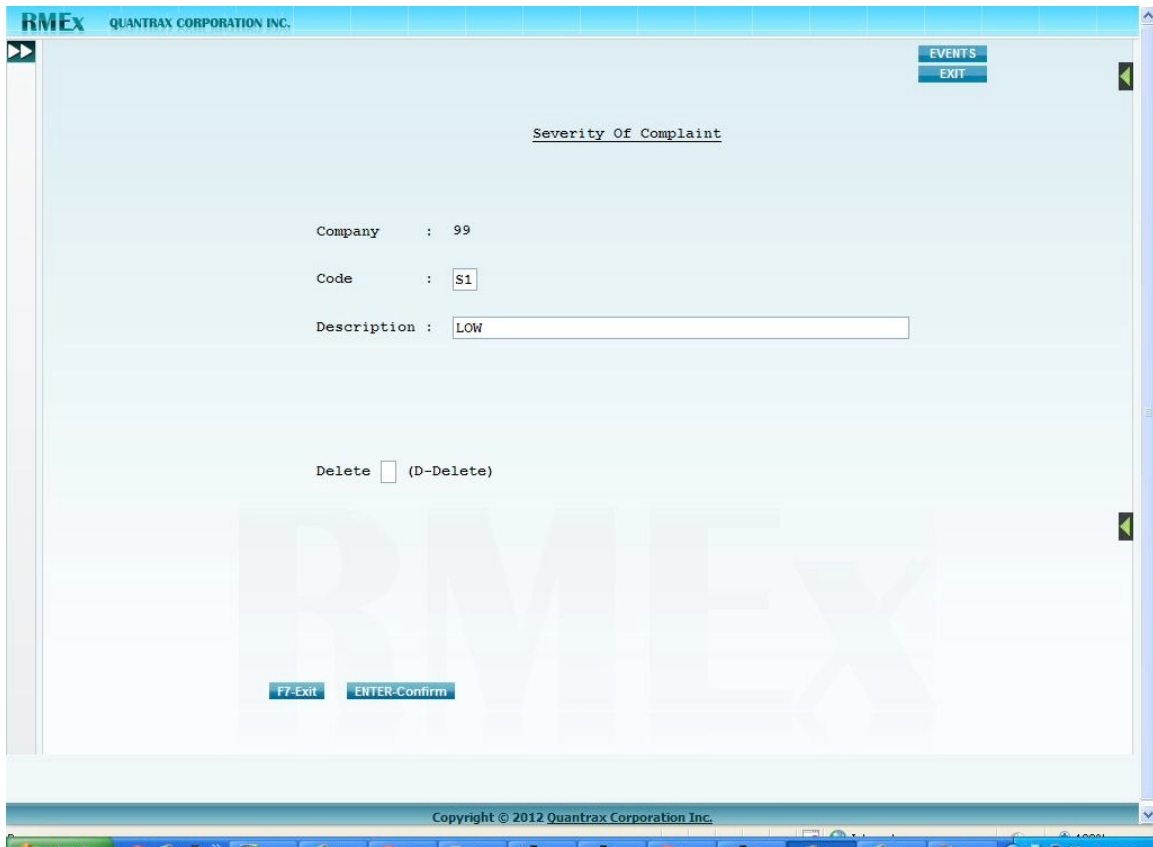 RMEx QUANTRAX CORPORATION INC.
EVENTS
EXIT
Severity Of Complaint
Company : 99
Code : S1
Description : LOW
Delete (D-Delete)
RMEx
F7-Exit ENTER-Confirm
Copyright © 2012 Quantrax Corporation Inc.